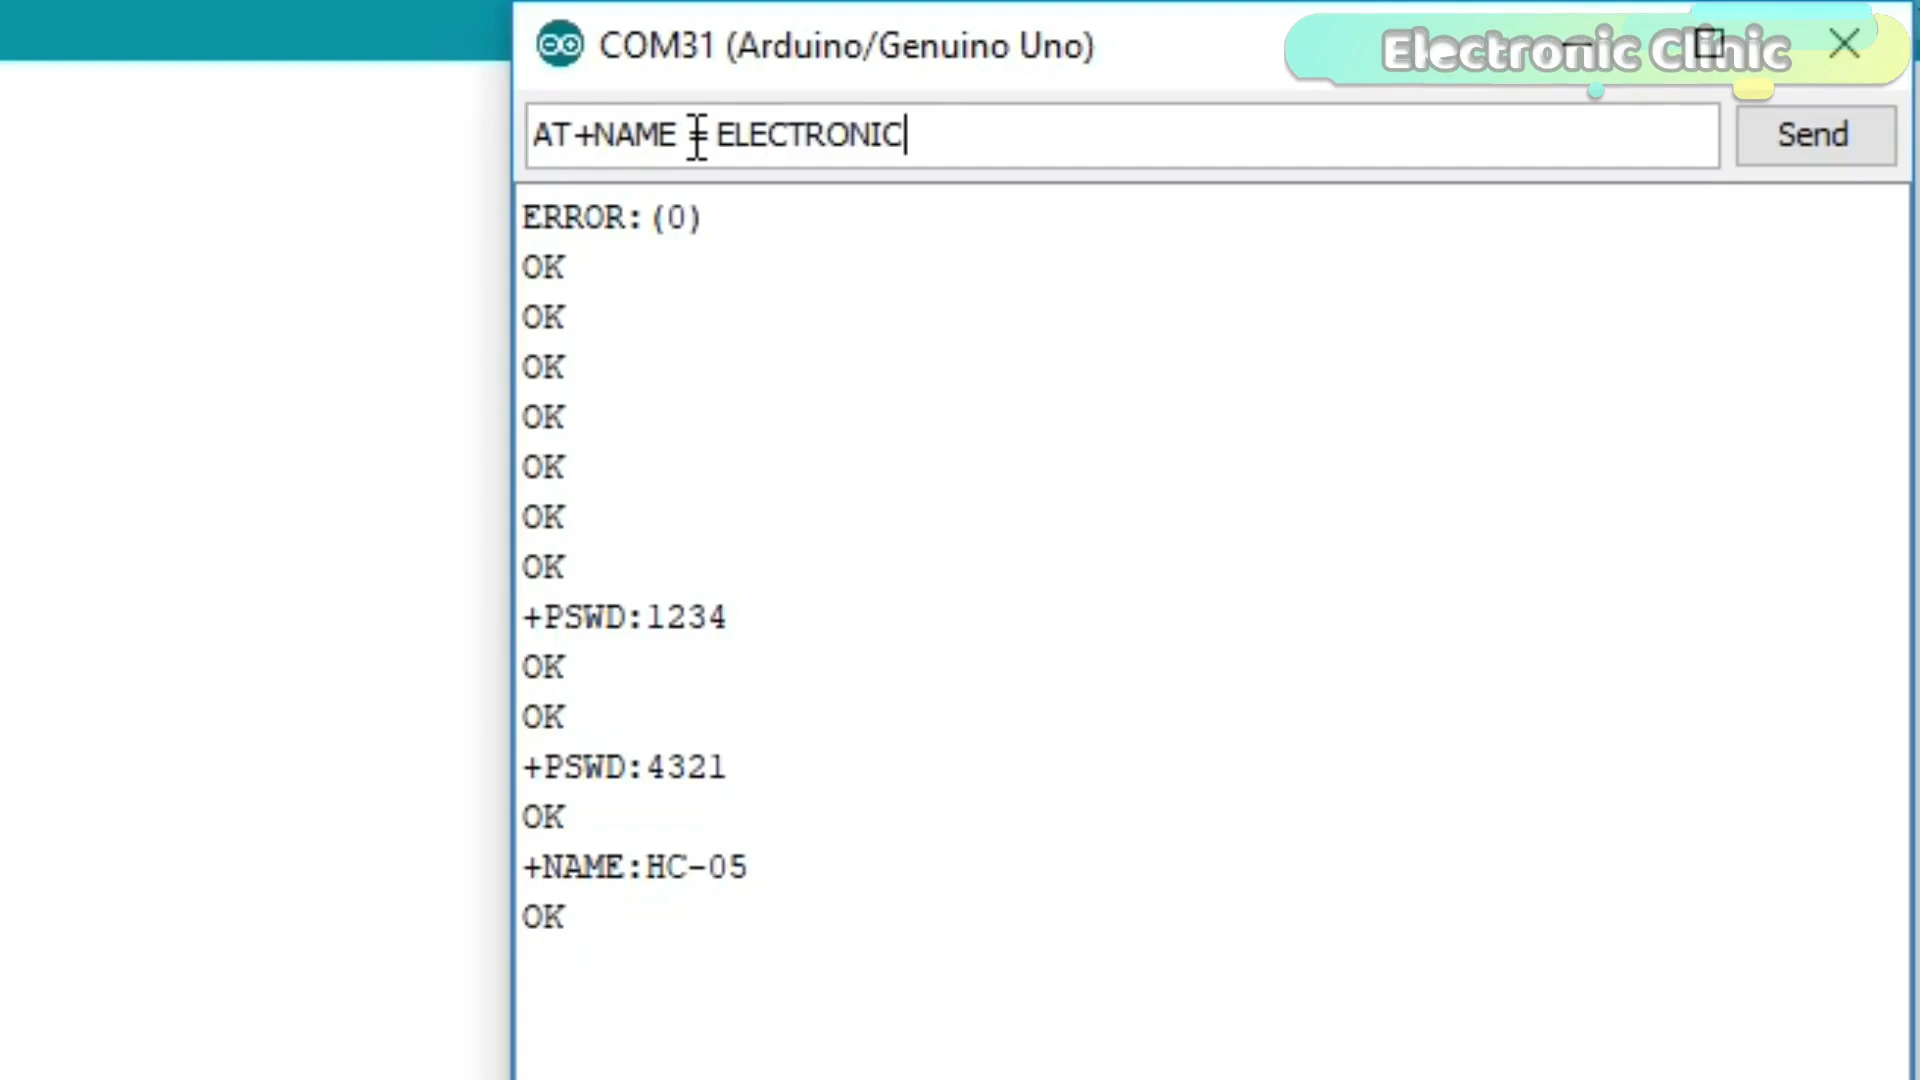 COM31 (Arduino/Genuino Uno)
Electronic Clinic
AT+NAME = ELECTRONIC
Send
ERROR:(0)
OK
OK
OK
OK
OK
OK
OK
+PSWD:1234
OK
OK
+PSWD:4321
OK
+NAME:HC-05
OK